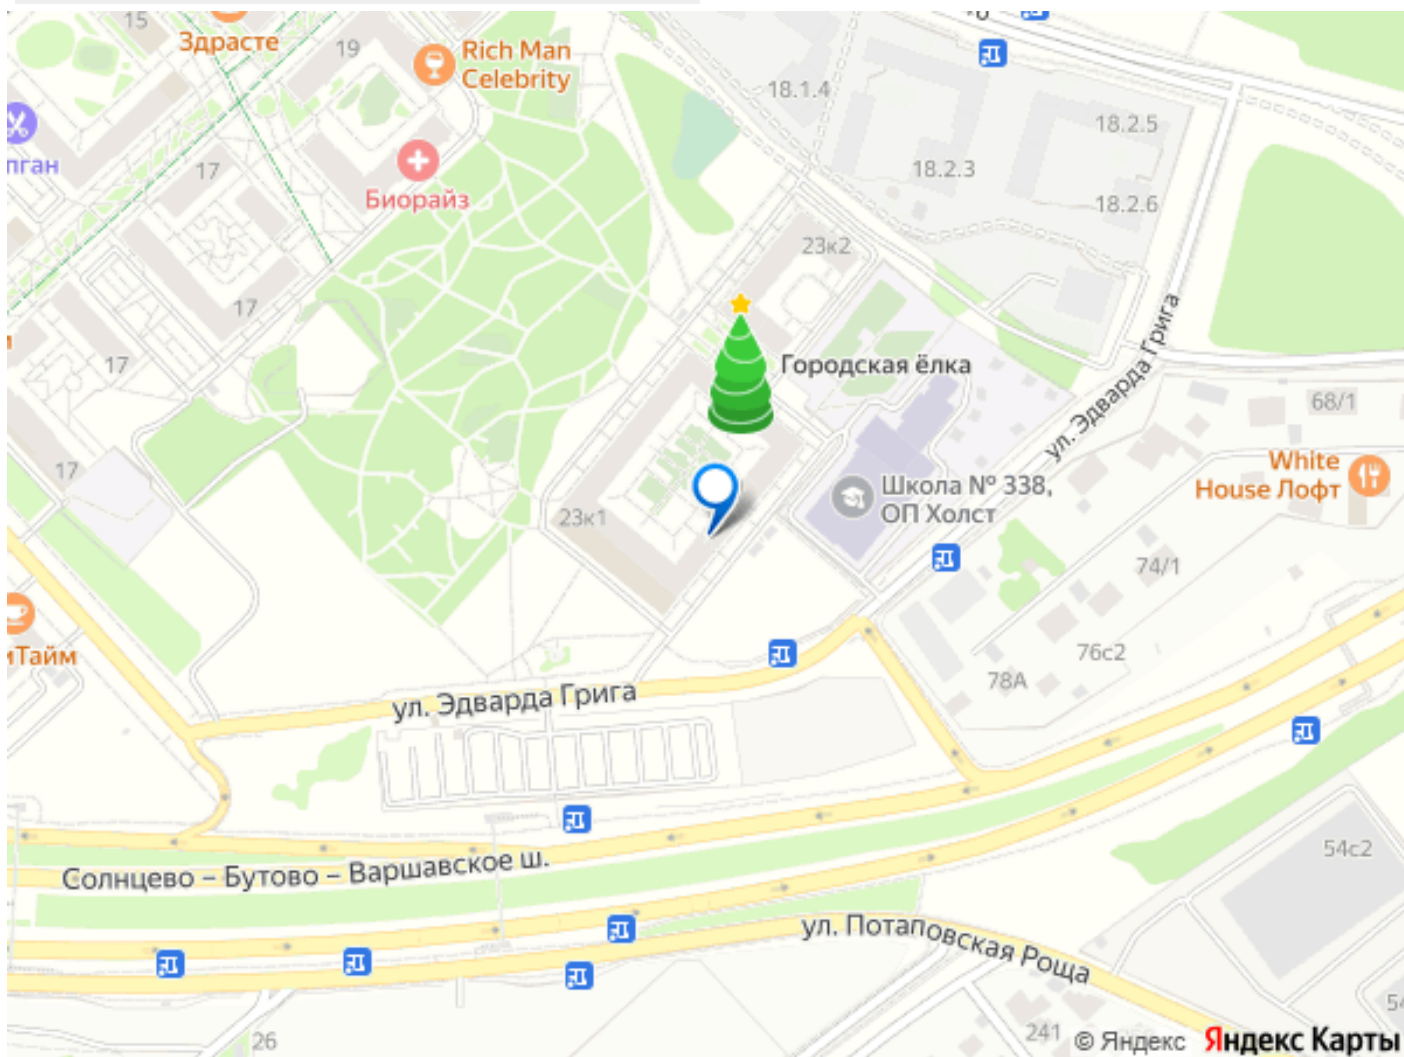 15
Здрасте
19
Rich Man
Celebrity
18.1.4
18.2.5
18.2.3
18.2.6
пган
17
Биорайз
23к2
17
17
Городская ёлка
ул. Эдварда Грига
68/1
17
White
House Лофт
Школа № 338,
ОП Холст
23к1
74/1
76с2
78А
иТайм
ул. Эдварда Грига
54с2
Солнцево – Бутово – Варшавское ш.
ул. Потаповская Роща
26
241
© Яндекс
Яндекс Карты